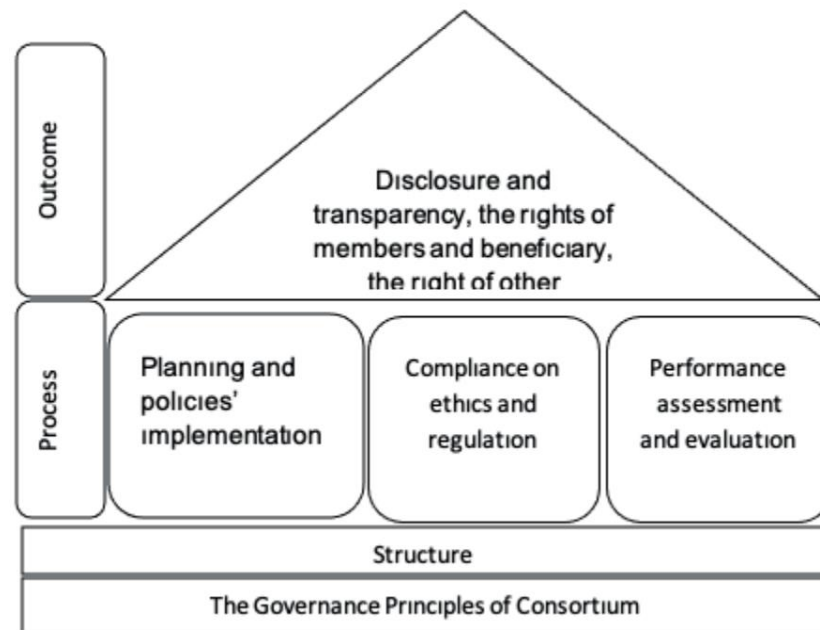 Outcome
Disclosure and
transparency, the rights of
members and beneficiary,
the right of other
Process
Planning and
policies'
implementation
Compliance on
ethics and
regulation
Performance
assessment
and evaluation
Structure
The Governance Principles of Consortium